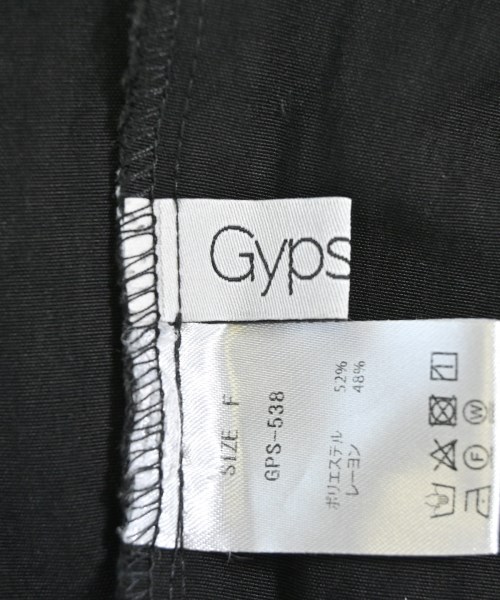 Gyps
SIZE F
GPS-538
ポリエステル 52%
レーヨン 48%
W
F